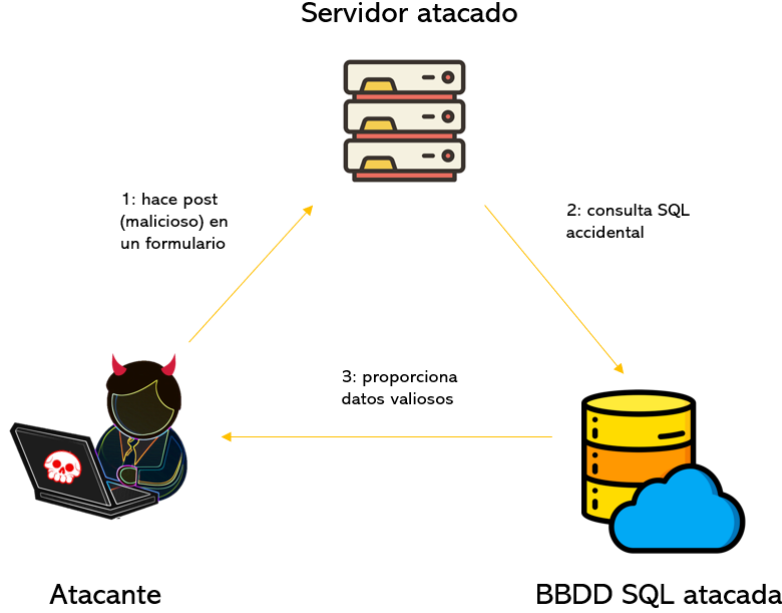 Servidor atacado
1: hace post
(malicioso) en
un formulario
2: consulta SQL
accidental
3: proporciona
datos valiosos
Atacante
BBDD SQL atacada